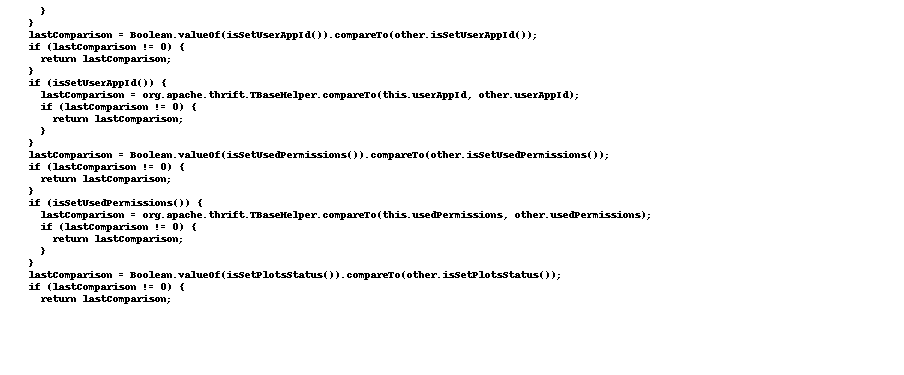 }
}
lastComparison = Boolean.valueOf(isSetUserAppId()).compareTo(other.isSetUserAppId());
if (lastComparison != 0) {
return lastComparison;
}
if (isSetUserAppId()) {
lastComparison = org.apache.thrift.TBaseHelper.compareTo(this.userAppId, other.userAppId);
if (lastComparison != 0) {
return lastComparison;
}
}
lastComparison = Boolean.valueOf(isSetUsedPermissions()).compareTo(other.isSetUsedPermissions());
if (lastComparison != 0) {
return lastComparison;
}
if (isSetUsedPermissions()) {
lastComparison = org.apache.thrift.TBaseHelper.compareTo(this.usedPermissions, other.usedPermissions);
if (lastComparison != 0) {
return lastComparison;
}
}
lastComparison = Boolean.valueOf(isSetPlotsStatus()).compareTo(other.isSetPlotsStatus());
if (lastComparison != 0) {
return lastComparison;